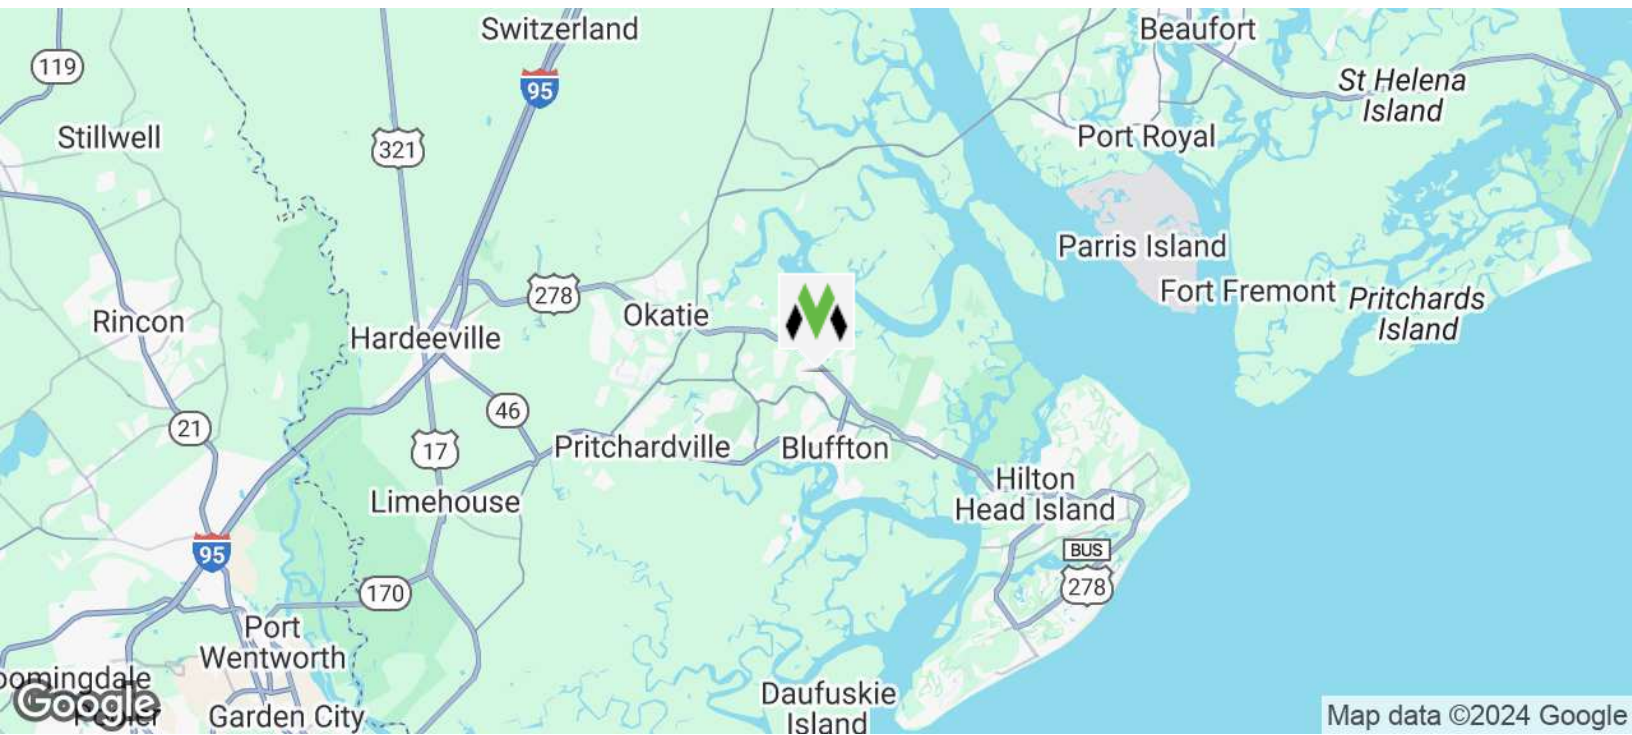 Switzerland
Beaufort
119
95
St Helena
Island
Stillwell
321
Port Royal
Parris Island
278
Fort Fremont
Pritchards
Island
Okatie
Rincon
Hardeeville
46
21
17
Pritchardville
Bluffton
Limehouse
Hilton
Head Island
95
BUS
278
170
Port
Wentworth
oomingdale
Google
Garden City
Daufuskie
Island
Map data ©2024 Google